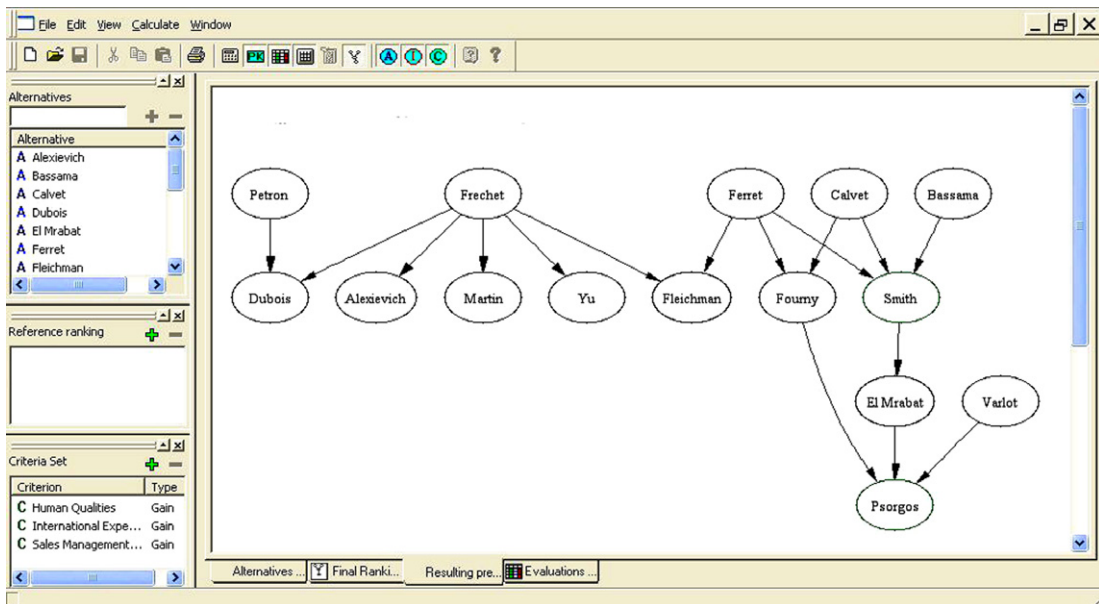 File Edit View Calculate Window
PK A I C
Alternatives
Alternative
A Alexievich
A Bassama
A Calvet
A Dubois
A El Mrabat
A Ferret
A Fleichman
Reference ranking
Criteria Set
Criterion Type
C Human Qualities Gain
C International Expe... Gain
C Sales Management... Gain
Petron Frechet Ferret Calvet Bassama
Dubois Alexievich Martin Yu Fleichman Fourny Smith
El Mrabat Varlot
Psorgos
Alternatives ... Final Ranki... Resulting pre... Evaluations ...